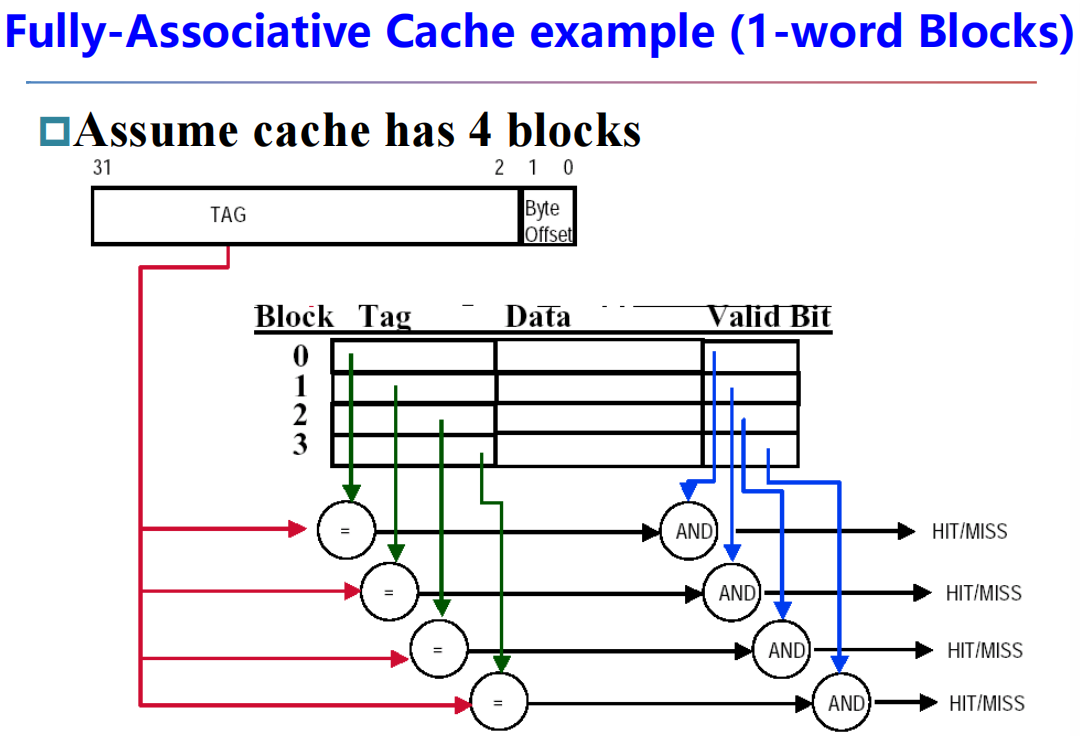 Fully-Associative Cache example (1-word Blocks)
Assume cache has 4 blocks
31 2 1 0
TAG
Byte
Offset
Block Tag Data Valid Bit
0
1
2
3
= AND HIT/MISS
= AND HIT/MISS
= AND HIT/MISS
= AND HIT/MISS